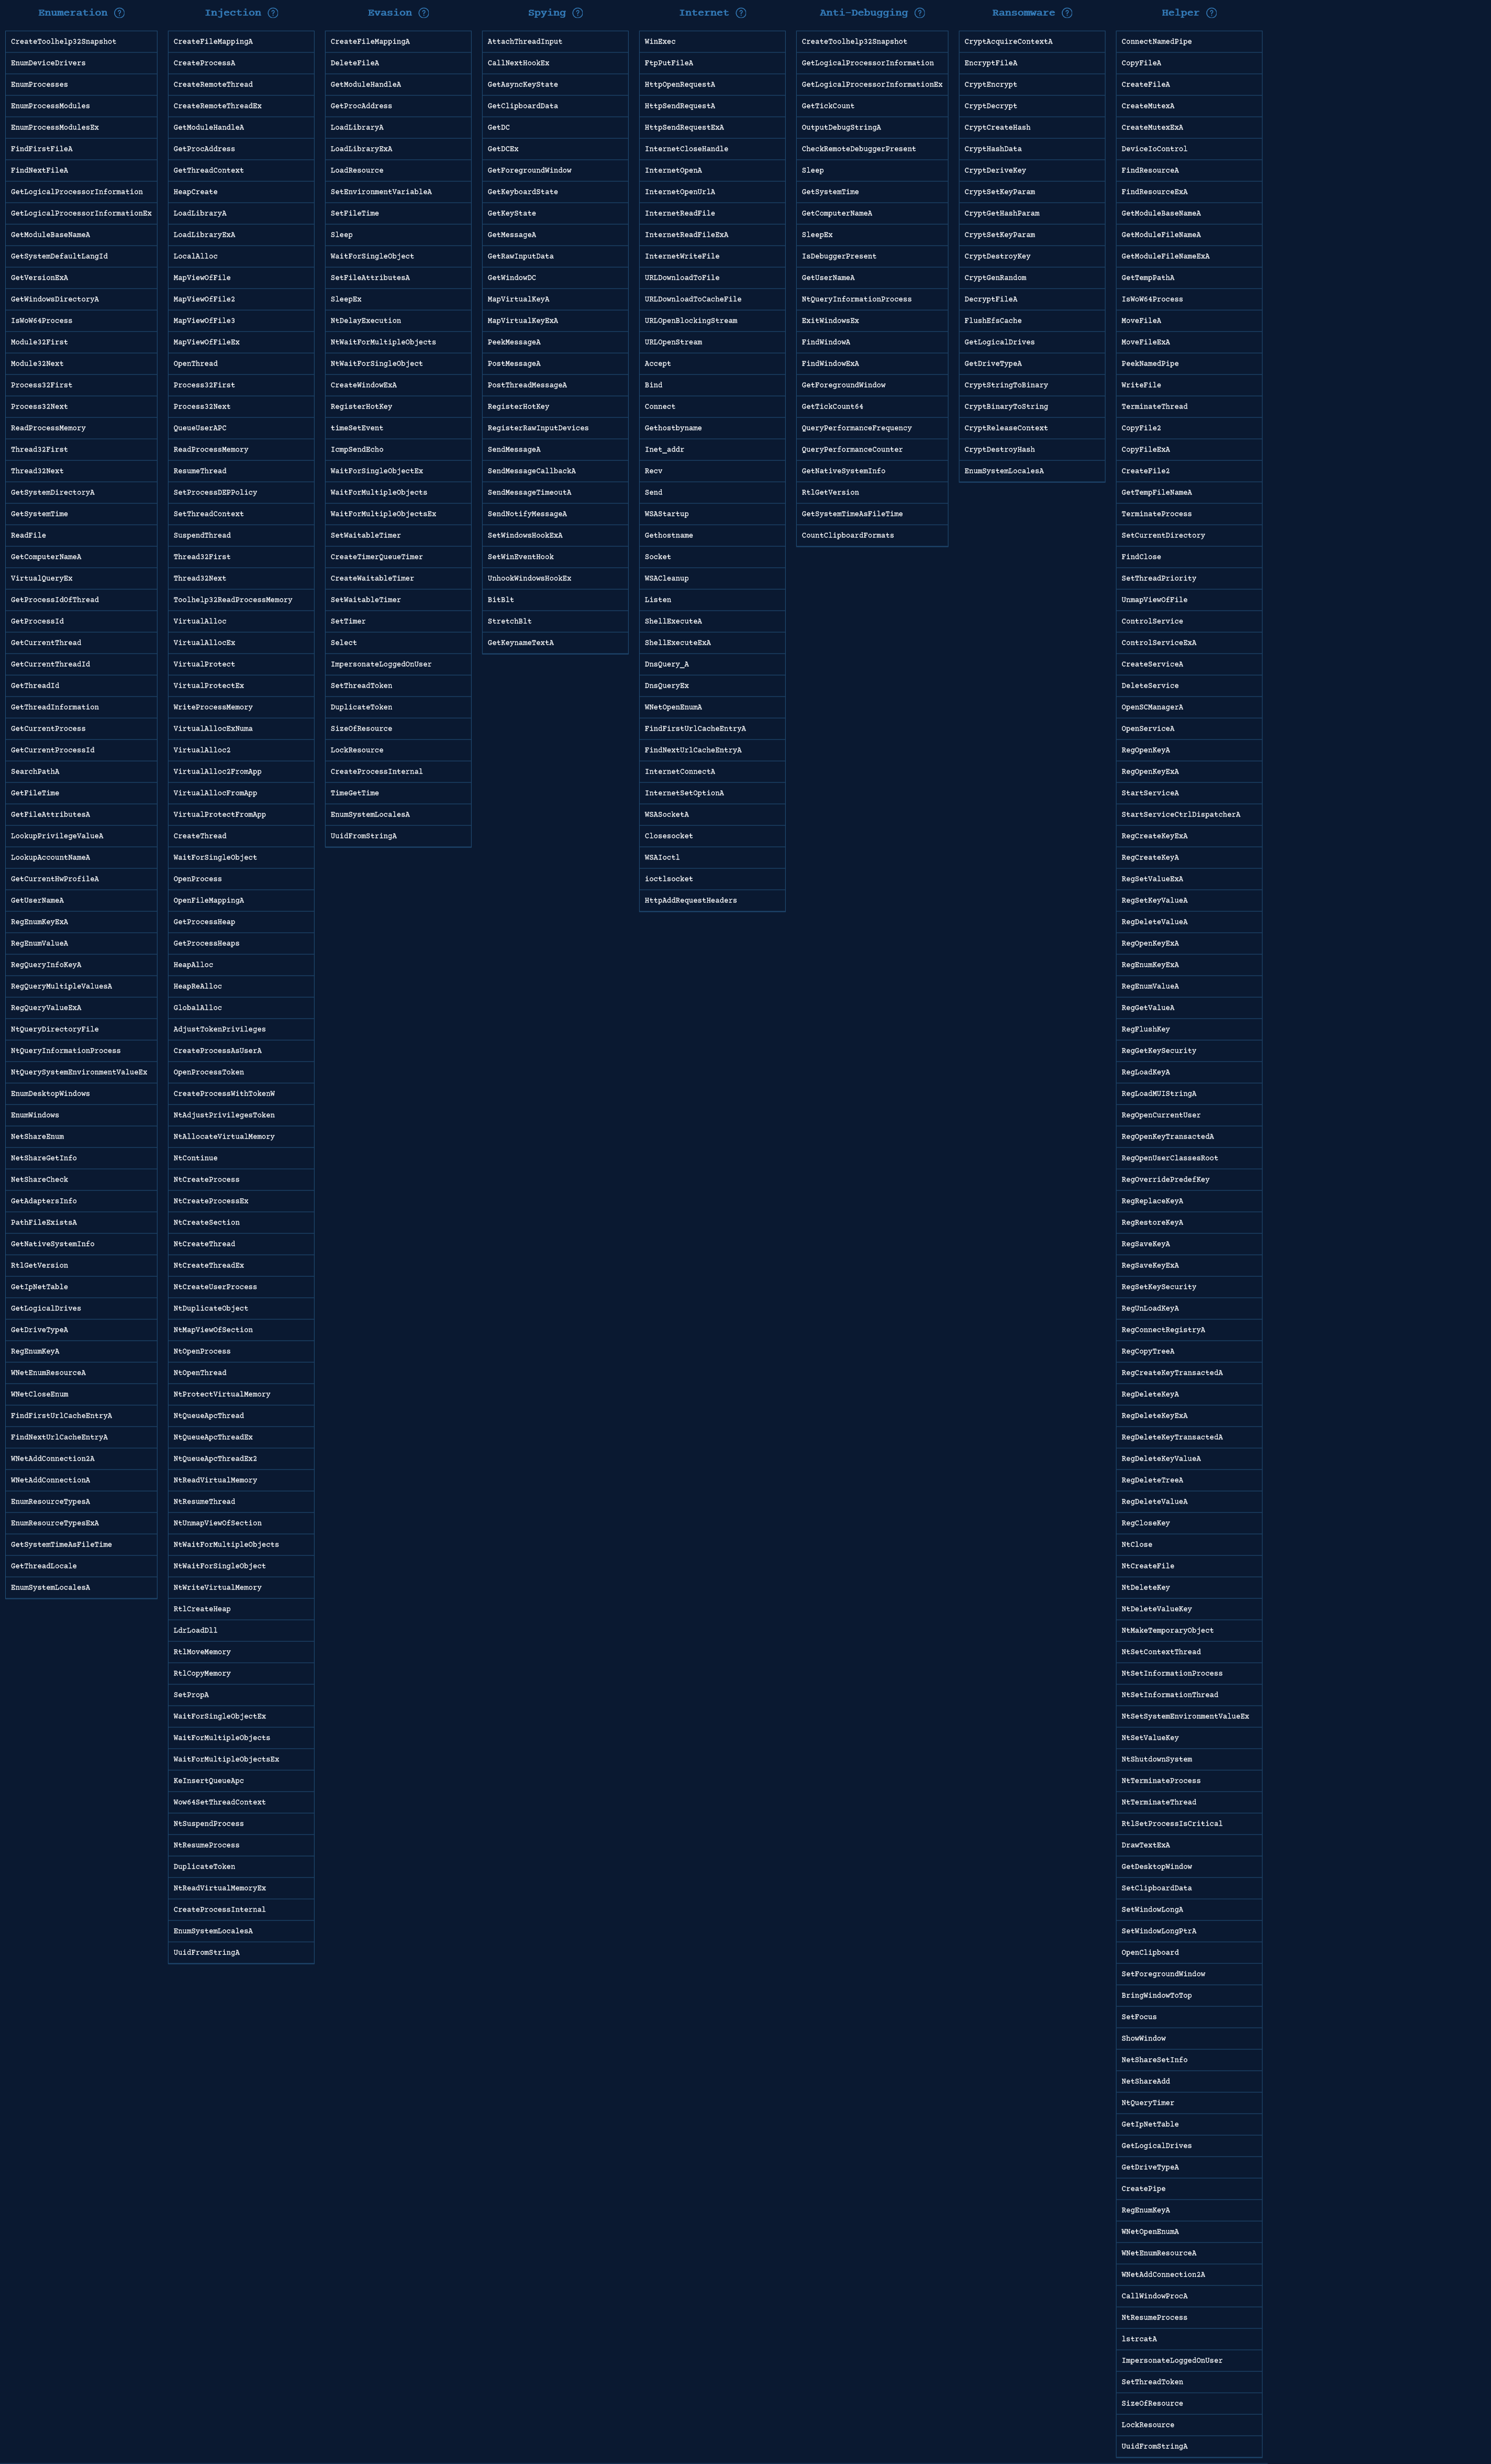 Enumeration ?
CreateToolhelp32Snapshot
EnumDeviceDrivers
EnumProcesses
EnumProcessModules
EnumProcessModulesEx
FindFirstFileA
FindNextFileA
GetLogicalProcessorInformation
GetLogicalProcessorInformationEx
GetModuleBaseNameA
GetSystemDefaultLangId
GetVersionExA
GetWindowsDirectoryA
IsWoW64Process
Module32First
Module32Next
Process32First
Process32Next
ReadProcessMemory
Thread32First
Thread32Next
GetSystemDirectoryA
GetSystemTime
ReadFile
GetComputerNameA
VirtualQueryEx
GetProcessIdOfThread
GetProcessId
GetCurrentThread
GetCurrentThreadId
GetThreadId
GetThreadInformation
GetCurrentProcess
GetCurrentProcessId
SearchPathA
GetFileTime
GetFileAttributesA
LookupPrivilegeValueA
LookupAccountNameA
GetCurrentHwProfileA
GetUserNameA
RegEnumKeyExA
RegEnumValueA
RegQueryInfoKeyA
RegQueryMultipleValuesA
RegQueryValueExA
NtQueryDirectoryFile
NtQueryInformationProcess
NtQuerySystemEnvironmentValueEx
EnumDesktopWindows
EnumWindows
NetShareEnum
NetShareGetInfo
NetShareCheck
GetAdaptersInfo
PathFileExistsA
GetNativeSystemInfo
RtlGetVersion
GetIpNetTable
GetLogicalDrives
GetDriveTypeA
RegEnumKeyA
WNetEnumResourceA
WNetCloseEnum
FindFirstUrlCacheEntryA
FindNextUrlCacheEntryA
WNetAddConnection2A
WNetAddConnectionA
EnumResourceTypesA
EnumResourceTypesExA
GetSystemTimeAsFileTime
GetThreadLocale
EnumSystemLocalesA
Injection ?
CreateFileMappingA
CreateProcessA
CreateRemoteThread
CreateRemoteThreadEx
GetModuleHandleA
GetProcAddress
GetThreadContext
HeapCreate
LoadLibraryA
LoadLibraryExA
LocalAlloc
MapViewOfFile
MapViewOfFile2
MapViewOfFile3
MapViewOfFileEx
OpenThread
Process32First
Process32Next
QueueUserAPC
ReadProcessMemory
ResumeThread
SetProcessDEPPolicy
SetThreadContext
SuspendThread
Thread32First
Thread32Next
Toolhelp32ReadProcessMemory
VirtualAlloc
VirtualAllocEx
VirtualProtect
VirtualProtectEx
WriteProcessMemory
VirtualAllocExNuma
VirtualAlloc2
VirtualAlloc2FromApp
VirtualAllocFromApp
VirtualProtectFromApp
CreateThread
WaitForSingleObject
OpenProcess
OpenFileMappingA
GetProcessHeap
GetProcessHeaps
HeapAlloc
HeapReAlloc
GlobalAlloc
AdjustTokenPrivileges
CreateProcessAsUserA
OpenProcessToken
CreateProcessWithTokenW
NtAdjustPrivilegesToken
NtAllocateVirtualMemory
NtContinue
NtCreateProcess
NtCreateProcessEx
NtCreateSection
NtCreateThread
NtCreateThreadEx
NtCreateUserProcess
NtDuplicateObject
NtMapViewOfSection
NtOpenProcess
NtOpenThread
NtProtectVirtualMemory
NtQueueApcThread
NtQueueApcThreadEx
NtQueueApcThreadEx2
NtReadVirtualMemory
NtResumeThread
NtUnmapViewOfSection
NtWaitForMultipleObjects
NtWaitForSingleObject
NtWriteVirtualMemory
RtlCreateHeap
LdrLoadDll
RtlMoveMemory
RtlCopyMemory
SetPropA
WaitForSingleObjectEx
WaitForMultipleObjects
WaitForMultipleObjectsEx
KeInsertQueueApc
Wow64SetThreadContext
NtSuspendProcess
NtResumeProcess
DuplicateToken
NtReadVirtualMemoryEx
CreateProcessInternal
EnumSystemLocalesA
UuidFromStringA
Evasion ?
CreateFileMappingA
DeleteFileA
GetModuleHandleA
GetProcAddress
LoadLibraryA
LoadLibraryExA
LoadResource
SetEnvironmentVariableA
SetFileTime
Sleep
WaitForSingleObject
SetFileAttributesA
SleepEx
NtDelayExecution
NtWaitForMultipleObjects
NtWaitForSingleObject
CreateWindowExA
RegisterHotKey
timeSetEvent
IcmpSendEcho
WaitForSingleObjectEx
WaitForMultipleObjects
WaitForMultipleObjectsEx
SetWaitableTimer
CreateTimerQueueTimer
CreateWaitableTimer
SetWaitableTimer
SetTimer
Select
ImpersonateLoggedOnUser
SetThreadToken
DuplicateToken
SizeOfResource
LockResource
CreateProcessInternal
TimeGetTime
EnumSystemLocalesA
UuidFromStringA
Spying ?
AttachThreadInput
CallNextHookEx
GetAsyncKeyState
GetClipboardData
GetDC
GetDCEx
GetForegroundWindow
GetKeyboardState
GetKeyState
GetMessageA
GetRawInputData
GetWindowDC
MapVirtualKeyA
MapVirtualKeyExA
PeekMessageA
PostMessageA
PostThreadMessageA
RegisterHotKey
RegisterRawInputDevices
SendMessageA
SendMessageCallbackA
SendMessageTimeoutA
SendNotifyMessageA
SetWindowsHookExA
SetWinEventHook
UnhookWindowsHookEx
BitBlt
StretchBlt
GetKeynameTextA
Internet ?
WinExec
FtpPutFileA
HttpOpenRequestA
HttpSendRequestA
HttpSendRequestExA
InternetCloseHandle
InternetOpenA
InternetOpenUrlA
InternetReadFile
InternetReadFileExA
InternetWriteFile
URLDownloadToFile
URLDownloadToCacheFile
URLOpenBlockingStream
URLOpenStream
Accept
Bind
Connect
Gethostbyname
Inet_addr
Recv
Send
WSAStartup
Gethostname
Socket
WSACleanup
Listen
ShellExecuteA
ShellExecuteExA
DnsQuery_A
DnsQueryEx
WNetOpenEnumA
FindFirstUrlCacheEntryA
FindNextUrlCacheEntryA
InternetConnectA
InternetSetOptionA
WSASocketA
Closesocket
WSAIoctl
ioctlsocket
HttpAddRequestHeaders
Anti-Debugging ?
CreateToolhelp32Snapshot
GetLogicalProcessorInformation
GetLogicalProcessorInformationEx
GetTickCount
OutputDebugStringA
CheckRemoteDebuggerPresent
Sleep
GetSystemTime
GetComputerNameA
SleepEx
IsDebuggerPresent
GetUserNameA
NtQueryInformationProcess
ExitWindowsEx
FindWindowA
FindWindowExA
GetForegroundWindow
GetTickCount64
QueryPerformanceFrequency
QueryPerformanceCounter
GetNativeSystemInfo
RtlGetVersion
GetSystemTimeAsFileTime
CountClipboardFormats
Ransomware ?
CryptAcquireContextA
EncryptFileA
CryptEncrypt
CryptDecrypt
CryptCreateHash
CryptHashData
CryptDeriveKey
CryptSetKeyParam
CryptGetHashParam
CryptSetKeyParam
CryptDestroyKey
CryptGenRandom
DecryptFileA
FlushEfsCache
GetLogicalDrives
GetDriveTypeA
CryptStringToBinary
CryptBinaryToString
CryptReleaseContext
CryptDestroyHash
EnumSystemLocalesA
Helper ?
ConnectNamedPipe
CopyFileA
CreateFileA
CreateMutexA
CreateMutexExA
DeviceIoControl
FindResourceA
FindResourceExA
GetModuleBaseNameA
GetModuleFileNameA
GetModuleFileNameExA
GetTempPathA
IsWoW64Process
MoveFileA
MoveFileExA
PeekNamedPipe
WriteFile
TerminateThread
CopyFile2
CopyFileExA
CreateFile2
GetTempFileNameA
TerminateProcess
SetCurrentDirectory
FindClose
SetThreadPriority
UnmapViewOfFile
ControlService
ControlServiceExA
CreateServiceA
DeleteService
OpenSCManagerA
OpenServiceA
RegOpenKeyA
RegOpenKeyExA
StartServiceA
StartServiceCtrlDispatcherA
RegCreateKeyExA
RegCreateKeyA
RegSetValueExA
RegSetKeyValueA
RegDeleteValueA
RegOpenKeyExA
RegEnumKeyExA
RegEnumValueA
RegGetValueA
RegFlushKey
RegGetKeySecurity
RegLoadKeyA
RegLoadMUIStringA
RegOpenCurrentUser
RegOpenKeyTransactedA
RegOpenUserClassesRoot
RegOverridePredefKey
RegReplaceKeyA
RegRestoreKeyA
RegSaveKeyA
RegSaveKeyExA
RegSetKeySecurity
RegUnLoadKeyA
RegConnectRegistryA
RegCopyTreeA
RegCreateKeyTransactedA
RegDeleteKeyA
RegDeleteKeyExA
RegDeleteKeyTransactedA
RegDeleteKeyValueA
RegDeleteTreeA
RegDeleteValueA
RegCloseKey
NtClose
NtCreateFile
NtDeleteKey
NtDeleteValueKey
NtMakeTemporaryObject
NtSetContextThread
NtSetInformationProcess
NtSetInformationThread
NtSetSystemEnvironmentValueEx
NtSetValueKey
NtShutdownSystem
NtTerminateProcess
NtTerminateThread
RtlSetProcessIsCritical
DrawTextExA
GetDesktopWindow
SetClipboardData
SetWindowLongA
SetWindowLongPtrA
OpenClipboard
SetForegroundWindow
BringWindowToTop
SetFocus
ShowWindow
NetShareSetInfo
NetShareAdd
NtQueryTimer
GetIpNetTable
GetLogicalDrives
GetDriveTypeA
CreatePipe
RegEnumKeyA
WNetOpenEnumA
WNetEnumResourceA
WNetAddConnection2A
CallWindowProcA
NtResumeProcess
lstrcatA
ImpersonateLoggedOnUser
SetThreadToken
SizeOfResource
LockResource
UuidFromStringA